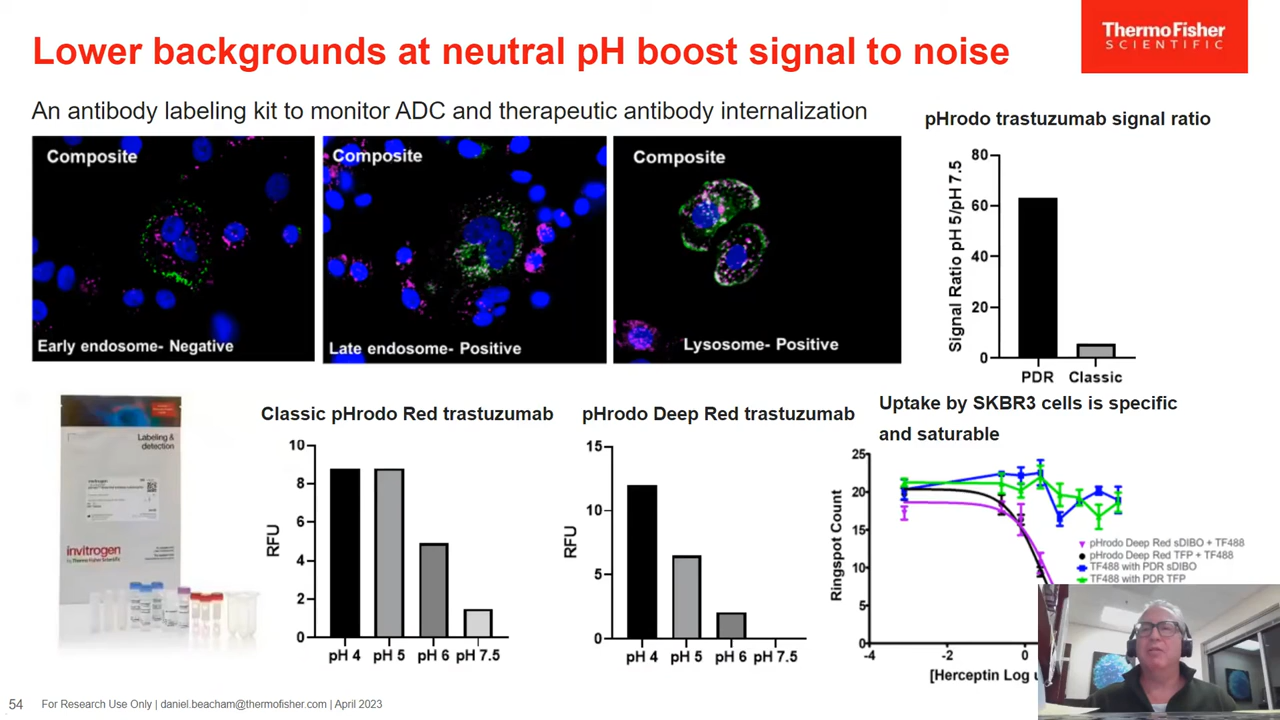 Lower backgrounds at neutral pH boost signal to noise
ThermoFisher
SCIENTIFIC
An antibody labeling kit to monitor ADC and therapeutic antibody internalization
Composite
Early endosome- Negative
Composite
Late endosome- Positive
Composite
Lysosome- Positive
pHrodo trastuzumab signal ratio
Signal Ratio pH 5/pH 7.5
80
60
40
20
0
PDR Classic
Labeling &
detection
invitrogen
by Thermo Fisher Scientific
Classic pHrodo Red trastuzumab
RFU
10
8
6
4
2
0
pH 4 pH 5 pH 6 pH 7.5
pHrodo Deep Red trastuzumab
RFU
15
10
5
0
pH 4 pH 5 pH 6 pH 7.5
Uptake by SKBR3 cells is specific
and saturable
Ringspot Count
25
20
15
10
5
0
-4 -2 0
[Herceptin Log
pHrodo Deep Red sDIBO + TF488
pHrodo Deep Red TFP + TF488
TF488 with PDR sDIBO
TF488 with PDR TFP
54 For Research Use Only | daniel.beacham@thermofisher.com | April 2023